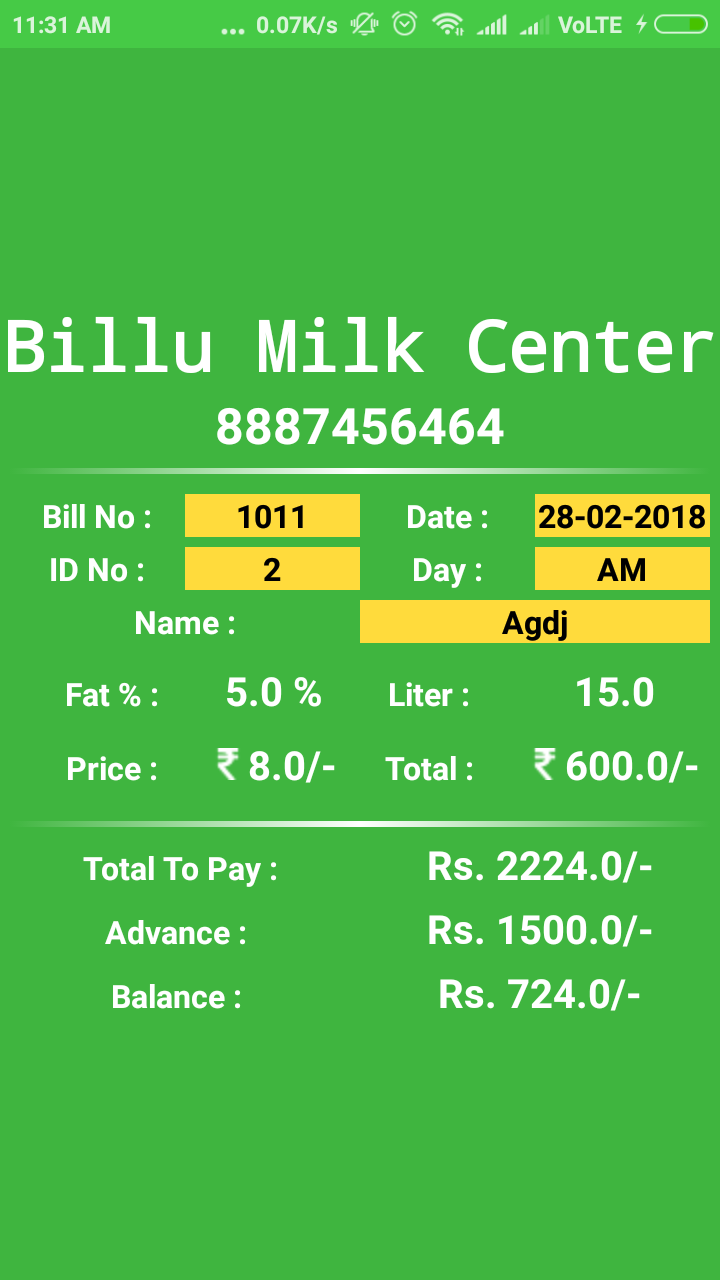 11:31 AM ... 0.07K/s VoLTE
Billu Milk Center
8887456464
Bill No : 1011 Date : 28-02-2018
ID No : 2 Day : AM
Name : Agdj
Fat % : 5.0 % Liter : 15.0
Price : ₹ 8.0/- Total : ₹ 600.0/-
Total To Pay : Rs. 2224.0/-
Advance : Rs. 1500.0/-
Balance : Rs. 724.0/-